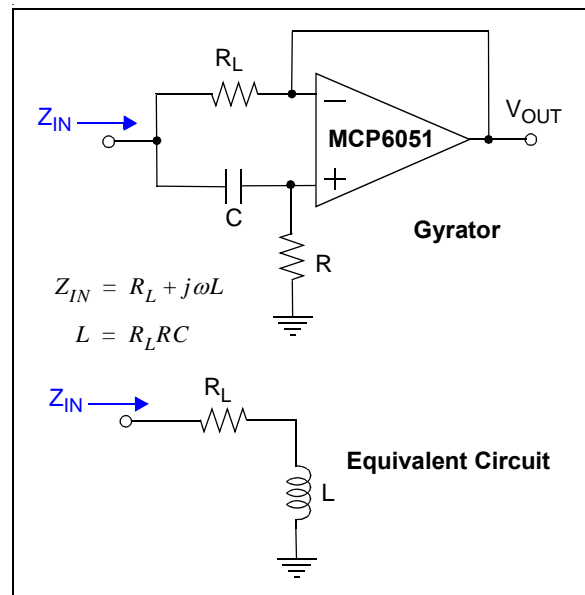 R_L
Z_IN
−
MCP6051
V_OUT
+
C
Gyrator
R
Z_IN = R_L + jωL
L = R_L RC
R_L
Z_IN
Equivalent Circuit
L